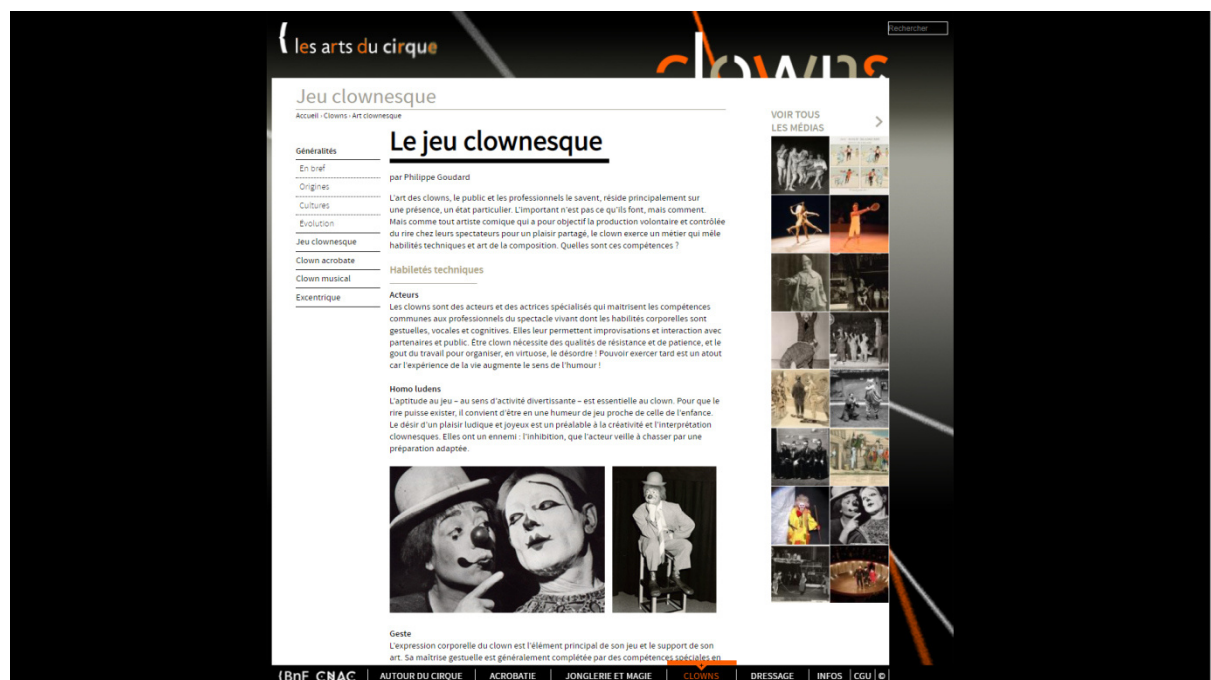 les arts du cirque
Rechercher
clowns
Jeu clownesque
Accueil › Clowns › Art clownesque
VOIR TOUS
LES MÉDIAS
Généralités
En bref
Origines
Cultures
Évolution
Jeu clownesque
Clown acrobate
Clown musical
Excentrique
Le jeu clownesque
par Philippe Goudard
L'art des clowns, le public et les professionnels le savent, réside principalement sur
une présence, un état particulier. L'important n'est pas ce qu'ils font, mais comment.
Mais comme tout artiste comique qui a pour objectif la production volontaire et contrôlée
du rire chez leurs spectateurs pour un plaisir partagé, le clown exerce un métier qui mêle
habilités techniques et art de la composition. Quelles sont ces compétences ?
Habiletés techniques
Acteurs
Les clowns sont des acteurs et des actrices spécialisés qui maitrisent les compétences
communes aux professionnels du spectacle vivant dont les habilités corporelles sont
gestuelles, vocales et cognitives. Elles leur permettent improvisations et interaction avec
partenaires et public. Être clown nécessite des qualités de résistance et de patience, et le
gout du travail pour organiser, en virtuose, le désordre ! Pouvoir exercer tard est un atout
car l'expérience de la vie augmente le sens de l'humour !
Homo ludens
L'aptitude au jeu – au sens d'activité divertissante – est essentielle au clown. Pour que le
rire puisse exister, il convient d'être en une humeur de jeu proche de celle de l'enfance.
Le désir d'un plaisir ludique et joyeux est un préalable à la créativité et l'interprétation
clownesques. Elles ont un ennemi : l'inhibition, que l'acteur veille à chasser par une
préparation adaptée.
Geste
L'expression corporelle du clown est l'élément principal de son jeu et le support de son
art. Sa maîtrise gestuelle est généralement complétée par des compétences spéciales en
BnF CNAC AUTOUR DU CIRQUE ACROBATIE JONGLERIE ET MAGIE CLOWNS DRESSAGE INFOS CGU ©